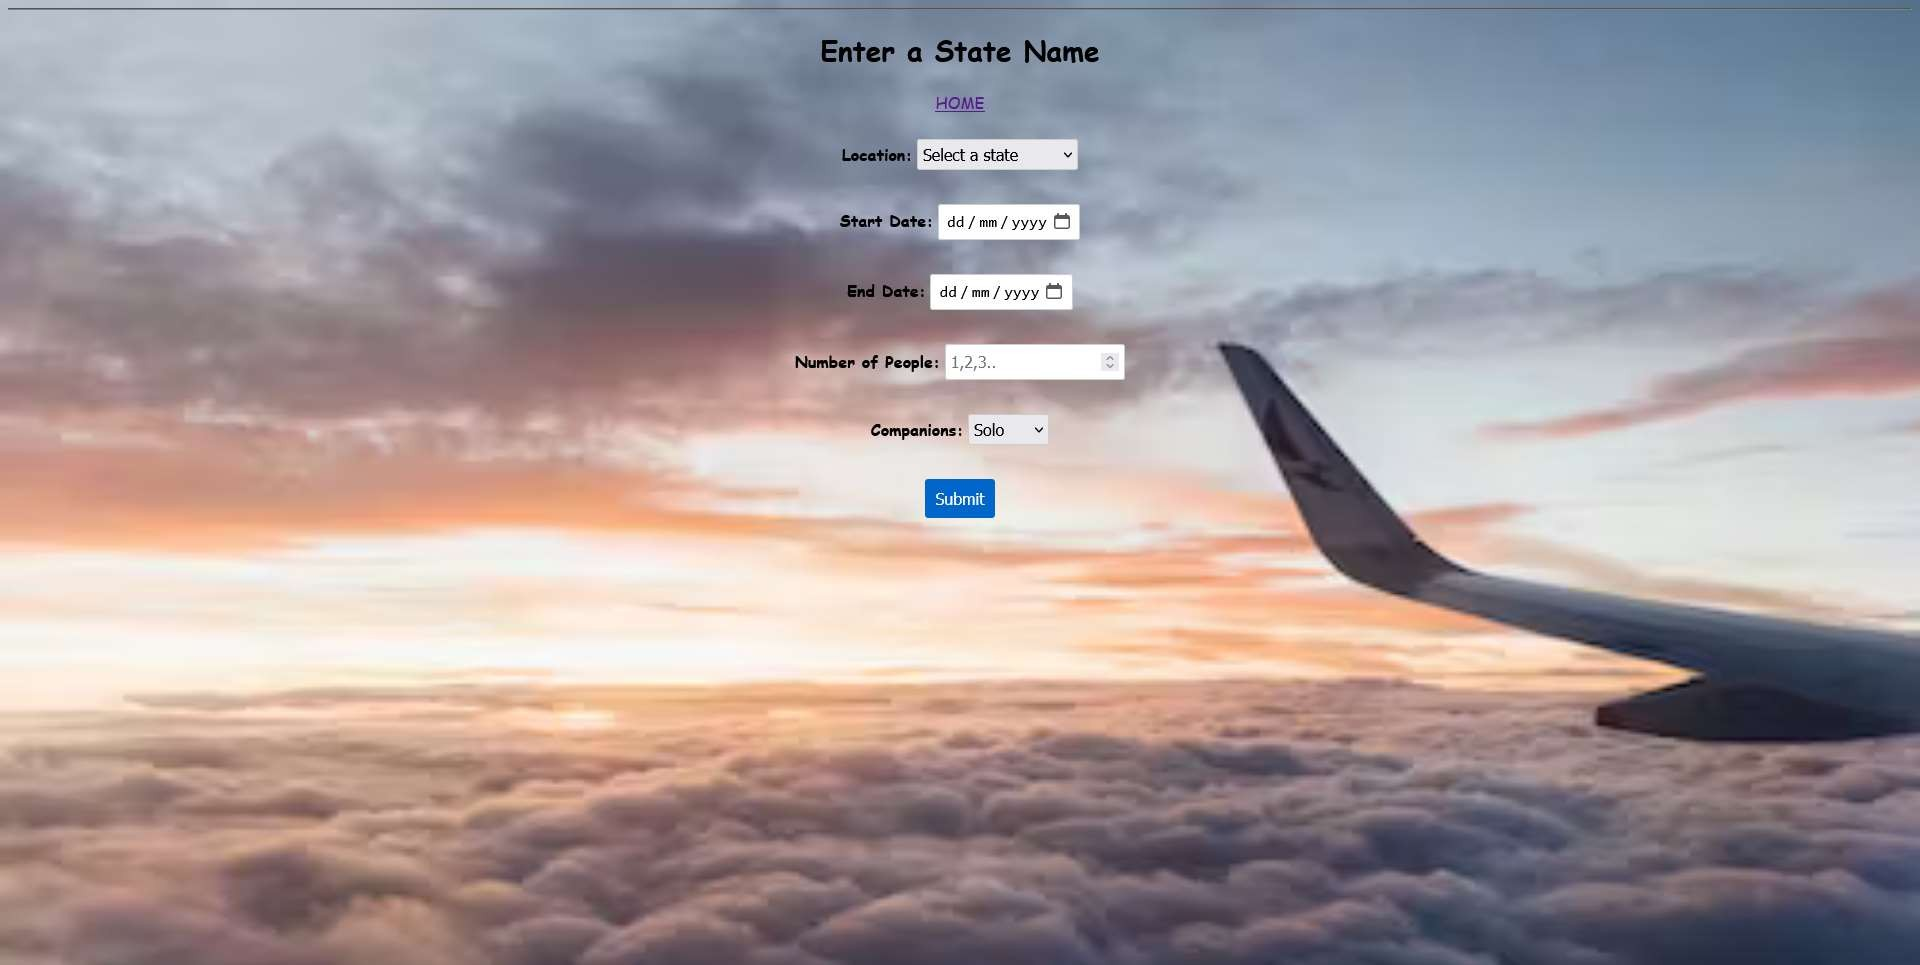 Enter a State Name
HOME
Location: Select a state
Start Date: dd/mm/yyyy
End Date: dd/mm/yyyy
Number of People: 1,2,3..
Companions: Solo
Submit